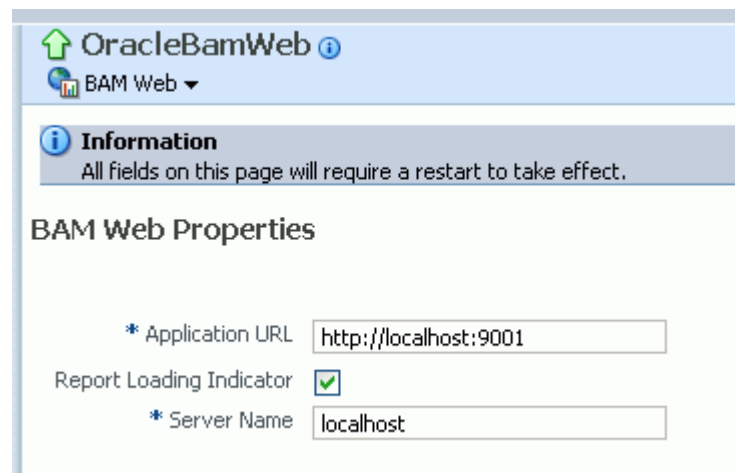 OracleBamWeb
BAM Web
Information
All fields on this page will require a restart to take effect.
BAM Web Properties
* Application URL http://localhost:9001
Report Loading Indicator
* Server Name localhost